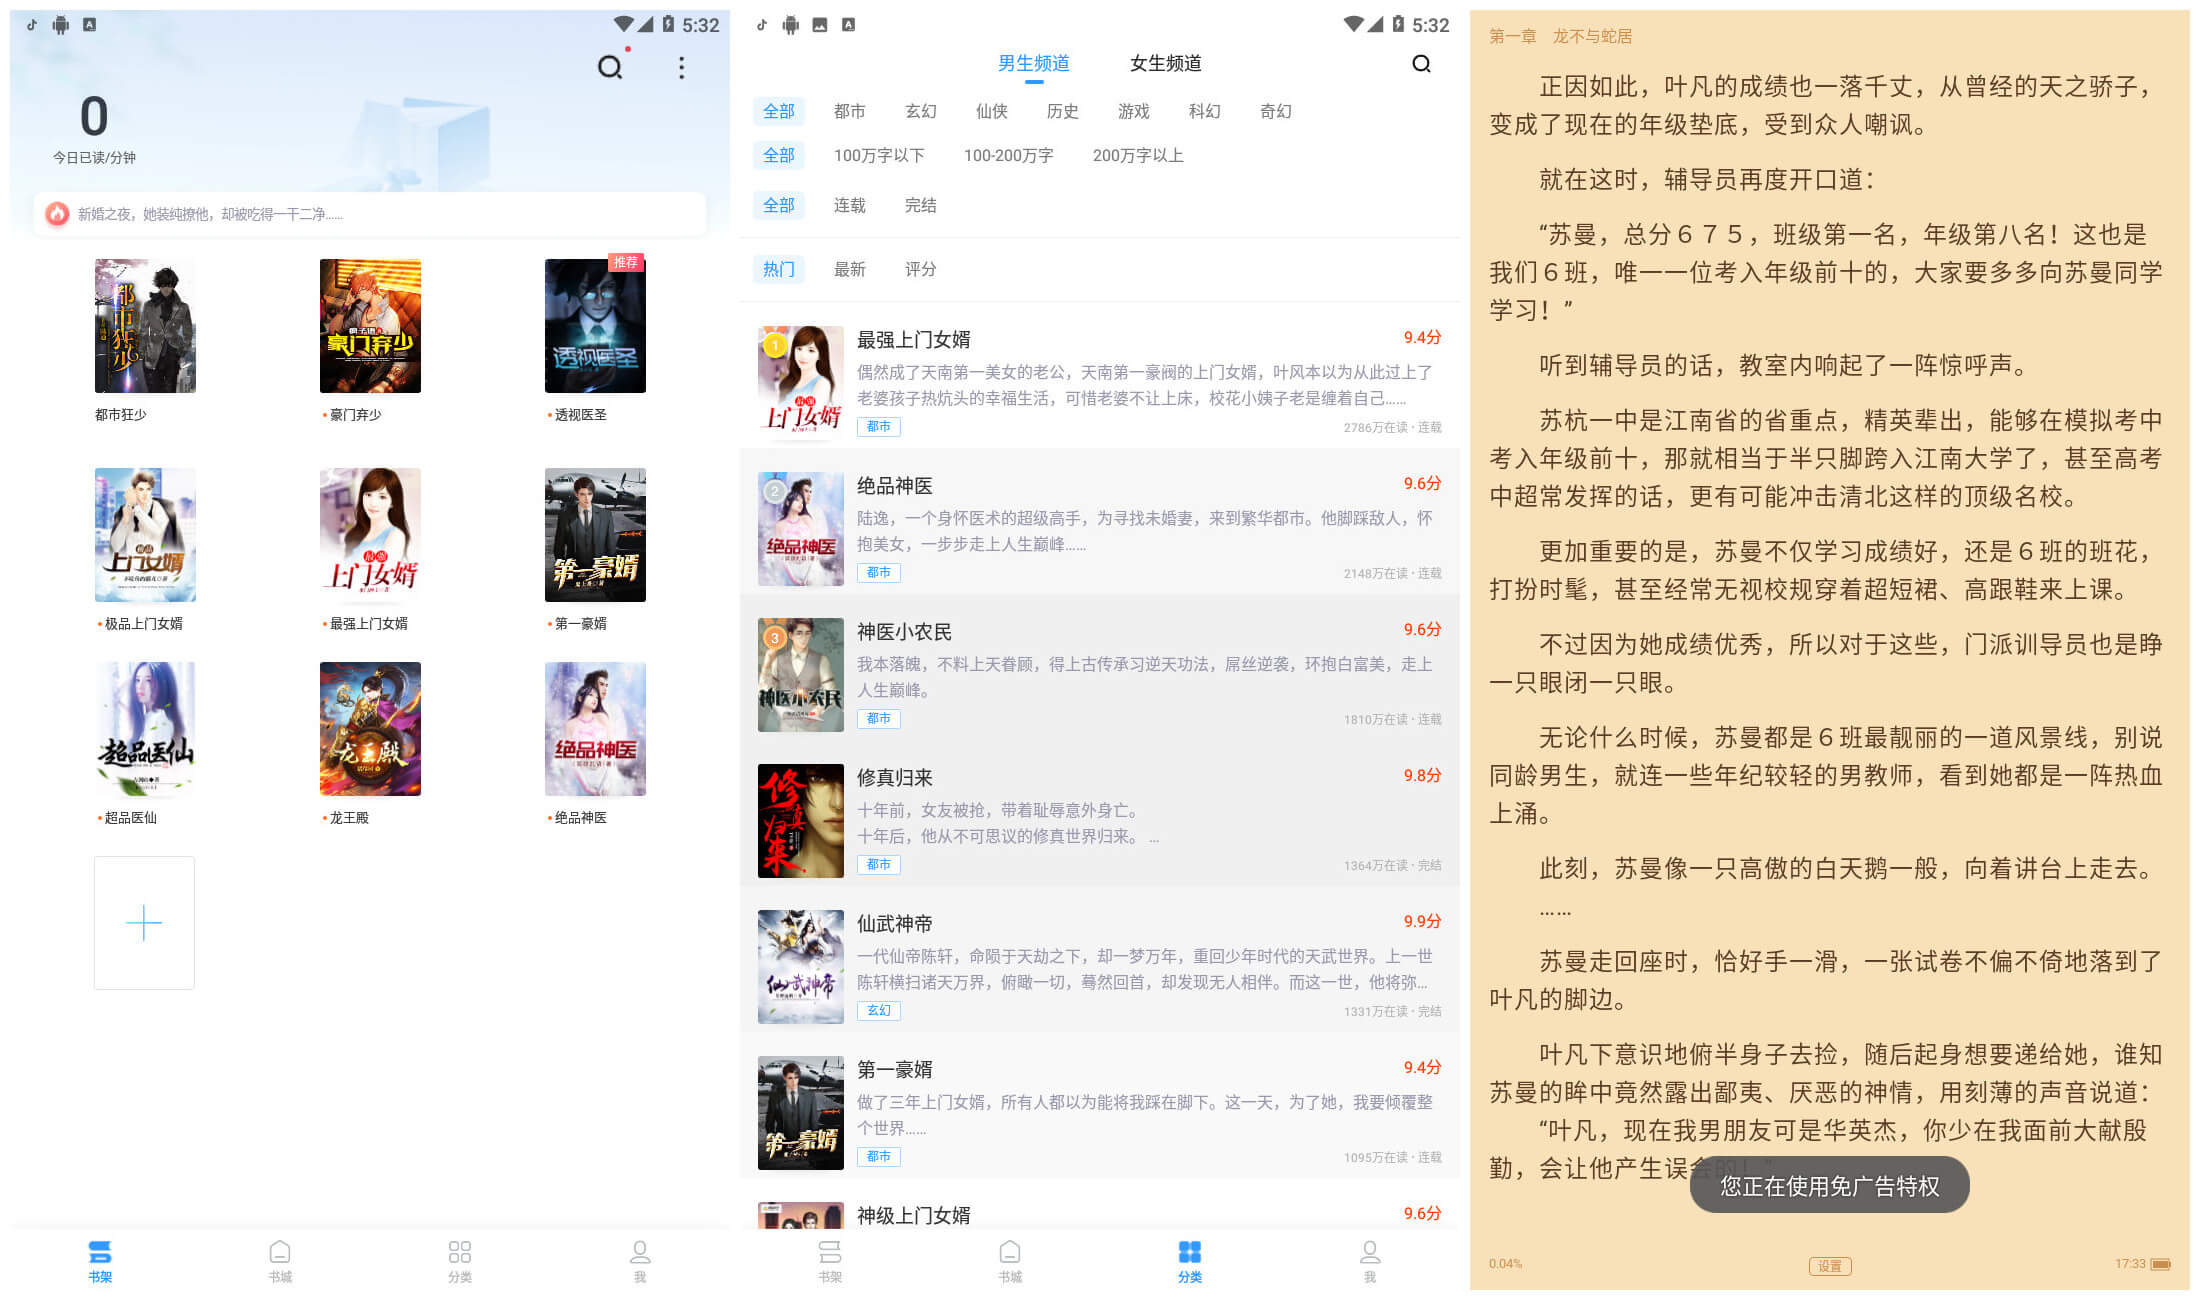 5:32
0
今日已读/分钟
新婚之夜，她装纯撩他，却被吃得一干二净......
都市狂少
豪门弃少
推荐
透视医圣
都市狂少
豪门弃少
透视医圣
上门女婿
最强
上门女婿
第一豪婿
极品上门女婿
最强上门女婿
第一豪婿
超品医仙
龙王殿
绝品神医
超品医仙
龙王殿
绝品神医
书架
书城
分类
我
5:32
男生频道
女生频道
全部
都市
玄幻
仙侠
历史
游戏
科幻
奇幻
全部
100万字以下
100-200万字
200万字以上
全部
连载
完结
热门
最新
评分
1
最强
上门女婿
最强上门女婿
9.4分
偶然成了天南第一美女的老公，天南第一豪阀的上门女婿，叶风本以为从此过上了
老婆孩子热炕头的幸福生活，可惜老婆不让上床，校花小姨子老是缠着自己......
都市
2786万在读 · 连载
2
绝品神医
绝品神医
9.6分
陆逸，一个身怀医术的超级高手，为寻找未婚妻，来到繁华都市。他脚踩敌人，怀
抱美女，一步步走上人生巅峰......
都市
2148万在读 · 连载
3
神医小农民
神医小农民
9.6分
我本落魄，不料上天眷顾，得上古传承习逆天功法，屌丝逆袭，环抱白富美，走上
人生巅峰。
都市
1810万在读 · 连载
修真归来
修真归来
9.8分
十年前，女友被抢，带着耻辱意外身亡。
十年后，他从不可思议的修真世界归来。 ...
都市
1364万在读 · 完结
仙武神帝
仙武神帝
9.9分
一代仙帝陈轩，命陨于天劫之下，却一梦万年，重回少年时代的天武世界。上一世
陈轩横扫诸天万界，俯瞰一切，蓦然回首，却发现无人相伴。而这一世，他将弥...
玄幻
1331万在读 · 完结
第一豪婿
第一豪婿
9.4分
做了三年上门女婿，所有人都以为能将我踩在脚下。这一天，为了她，我要倾覆整
个世界......
都市
1095万在读 · 连载
神级上门女婿
9.6分
书架
书城
分类
我
第一章 龙不与蛇居
正因如此，叶凡的成绩也一落千丈，从曾经的天之骄子，
变成了现在的年级垫底，受到众人嘲讽。
就在这时，辅导员再度开口道：
“苏曼，总分６７５，班级第一名，年级第八名！这也是
我们６班，唯一一位考入年级前十的，大家要多多向苏曼同学
学习！”
听到辅导员的话，教室内响起了一阵惊呼声。
苏杭一中是江南省的省重点，精英辈出，能够在模拟考中
考入年级前十，那就相当于半只脚跨入江南大学了，甚至高考
中超常发挥的话，更有可能冲击清北这样的顶级名校。
更加重要的是，苏曼不仅学习成绩好，还是６班的班花，
打扮时髦，甚至经常无视校规穿着超短裙、高跟鞋来上课。
不过因为她成绩优秀，所以对于这些，门派训导员也是睁
一只眼闭一只眼。
无论什么时候，苏曼都是６班最靓丽的一道风景线，别说
同龄男生，就连一些年纪较轻的男教师，看到她都是一阵热血
上涌。
此刻，苏曼像一只高傲的白天鹅一般，向着讲台上走去。
……
苏曼走回座时，恰好手一滑，一张试卷不偏不倚地落到了
叶凡的脚边。
叶凡下意识地俯半身子去捡，随后起身想要递给她，谁知
苏曼的眸中竟然露出鄙夷、厌恶的神情，用刻薄的声音说道：
“叶凡，现在我男朋友可是华英杰，你少在我面前大献殷
勤，会让他产生误会的！”
您正在使用免广告特权
0.04%
设置
17:33